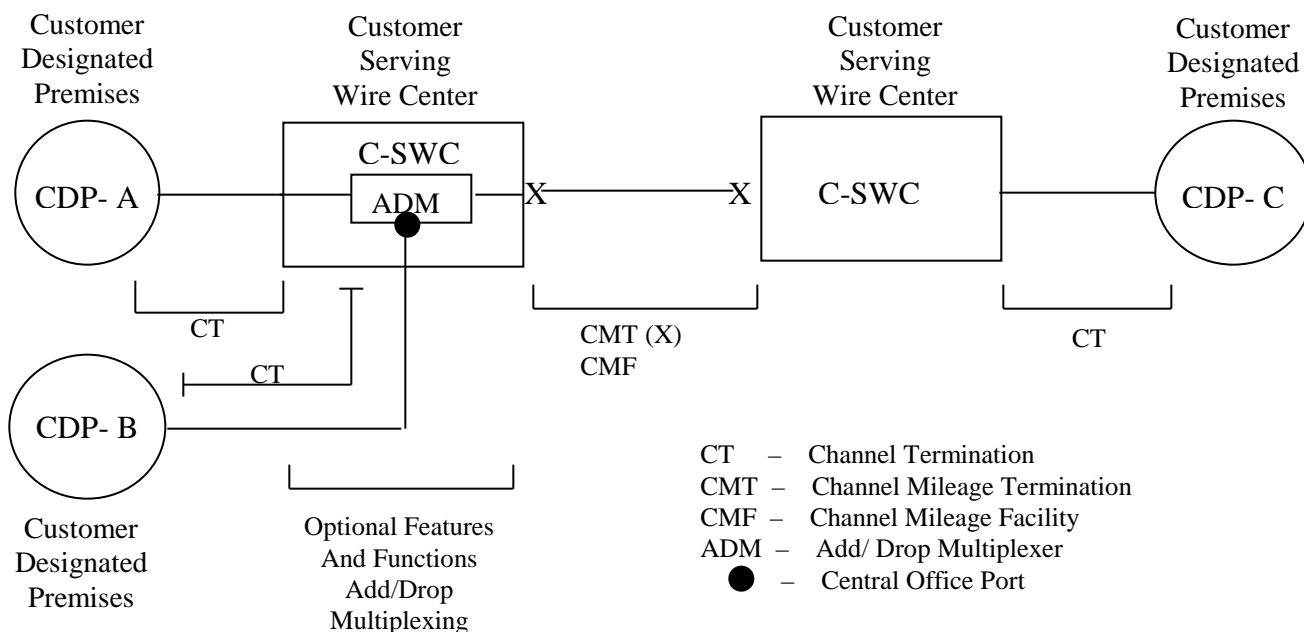 Customer
Designated
Premises
Customer
Serving
Wire Center
Customer
Serving
Wire Center
Customer
Designated
Premises
CDP- A
C-SWC
ADM
X
X
C-SWC
CDP- C
CT
CMT (X)
CMF
CT
CT
CDP- B
Customer
Designated
Premises
Optional Features
And Functions
Add/Drop
Multiplexing
CT – Channel Termination
CMT – Channel Mileage Termination
CMF – Channel Mileage Facility
ADM – Add/ Drop Multiplexer
– Central Office Port